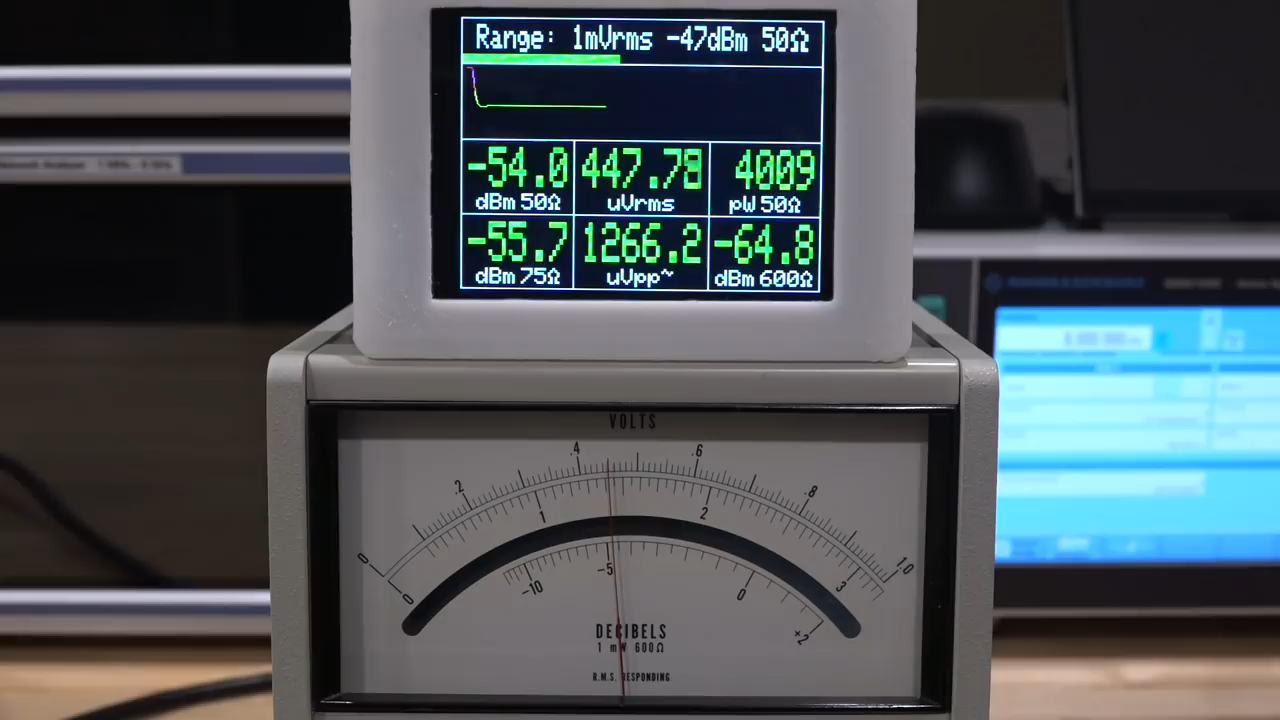 Range: 1mVrms -47dBm 50Ω
-54.0 447.78 4009
dBm 50Ω uVrms pW 50Ω
-55.7 1266.2 -64.8
dBm 75Ω uVpp~ dBm 600Ω
VOLTS
0 .2 .4 .6 .8 1.0
0 1 2 3
-10 -5 0 +2
DECIBELS
1 mW 600Ω
R.M.S. RESPONDING